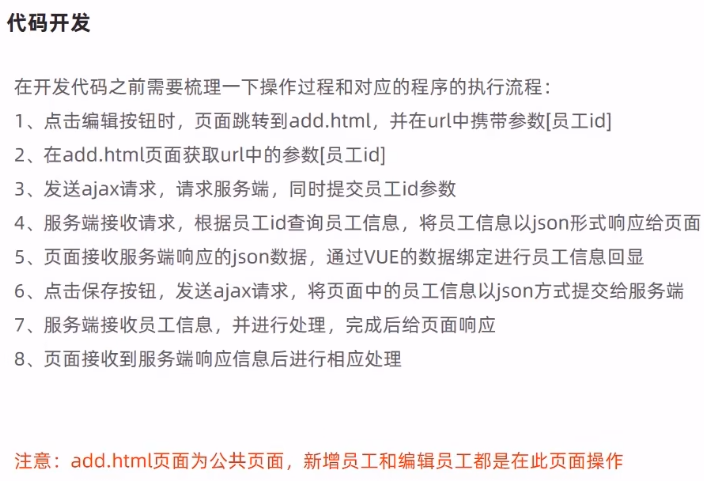 代码开发
在开发代码之前需要梳理一下操作过程和对应的程序的执行流程：
1、点击编辑按钮时，页面跳转到add.html，并在url中携带参数[员工id]
2、在add.html页面获取url中的参数[员工id]
3、发送ajax请求，请求服务端，同时提交员工id参数
4、服务端接收请求，根据员工id查询员工信息，将员工信息以json形式响应给页面
5、页面接收服务端响应的json数据，通过VUE的数据绑定进行员工信息回显
6、点击保存按钮，发送ajax请求，将页面中的员工信息以json方式提交给服务端
7、服务端接收员工信息，并进行处理，完成后给页面响应
8、页面接收到服务端响应信息后进行相应处理
注意：add.html页面为公共页面，新增员工和编辑员工都是在此页面操作